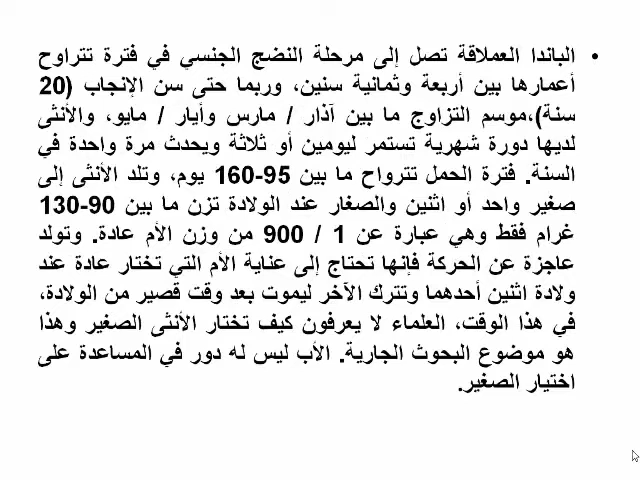 • الباندا العملاقة تصل إلى مرحلة النضج الجنسي في فترة تتراوح
أعمارها بين أربعة وثمانية سنين، وربما حتى سن الإنجاب (20
سنة)،موسم التزاوج ما بين آذار / مارس وأيار / مايو، والأنثى
لديها دورة شهرية تستمر ليومين أو ثلاثة ويحدث مرة واحدة في
السنة. فترة الحمل تترواح ما بين 95-160 يوم، وتلد الأنثى إلى
صغير واحد أو اثنين والصغار عند الولادة تزن ما بين 90-130
غرام فقط وهي عبارة عن 1 / 900 من وزن الأم عادة. وتولد
عاجزة عن الحركة فإنها تحتاج إلى عناية الأم التي تختار عادة عند
ولادة اثنين أحدهما وتترك الآخر ليموت بعد وقت قصير من الولادة،
في هذا الوقت، العلماء لا يعرفون كيف تختار الأنثى الصغير وهذا
هو موضوع البحوث الجارية. الأب ليس له دور في المساعدة على
اختيار الصغير.